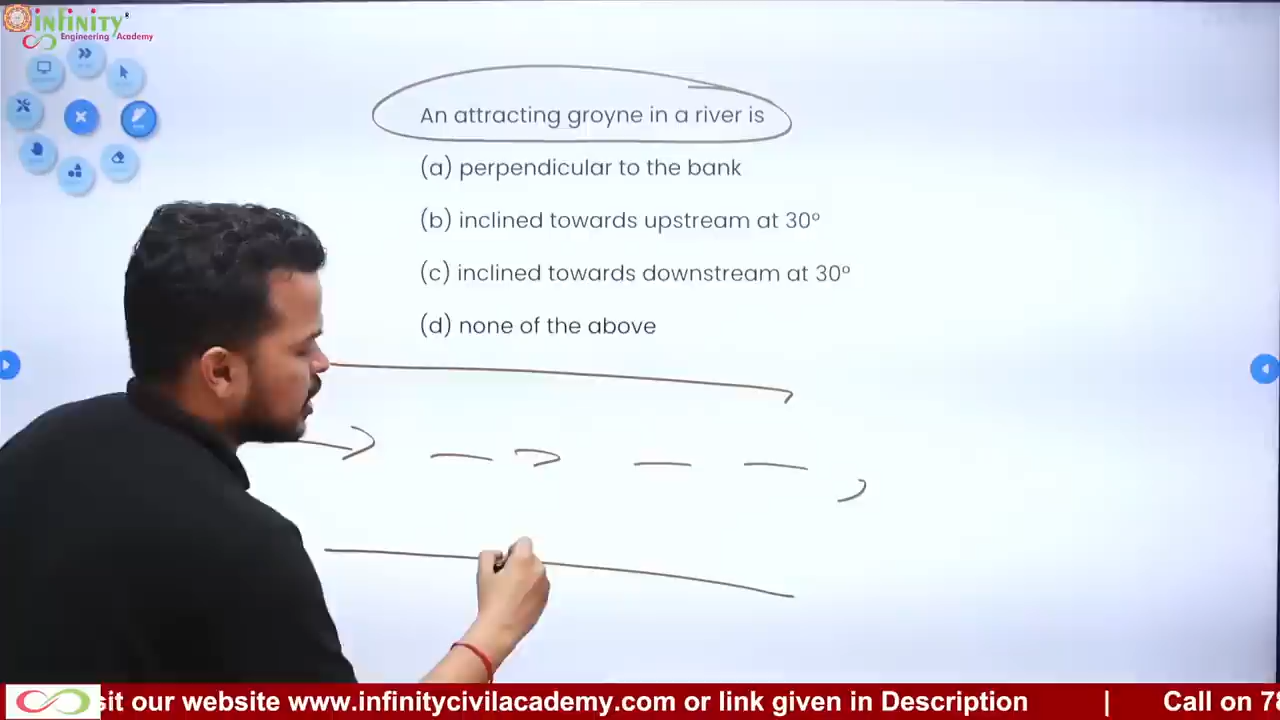 infinity
Engineering Academy
An attracting groyne in a river is
(a) perpendicular to the bank
(b) inclined towards upstream at 30°
(c) inclined towards downstream at 30°
(d) none of the above
sit our website www.infinitycivilacademy.com or link given in Description | Call on 78